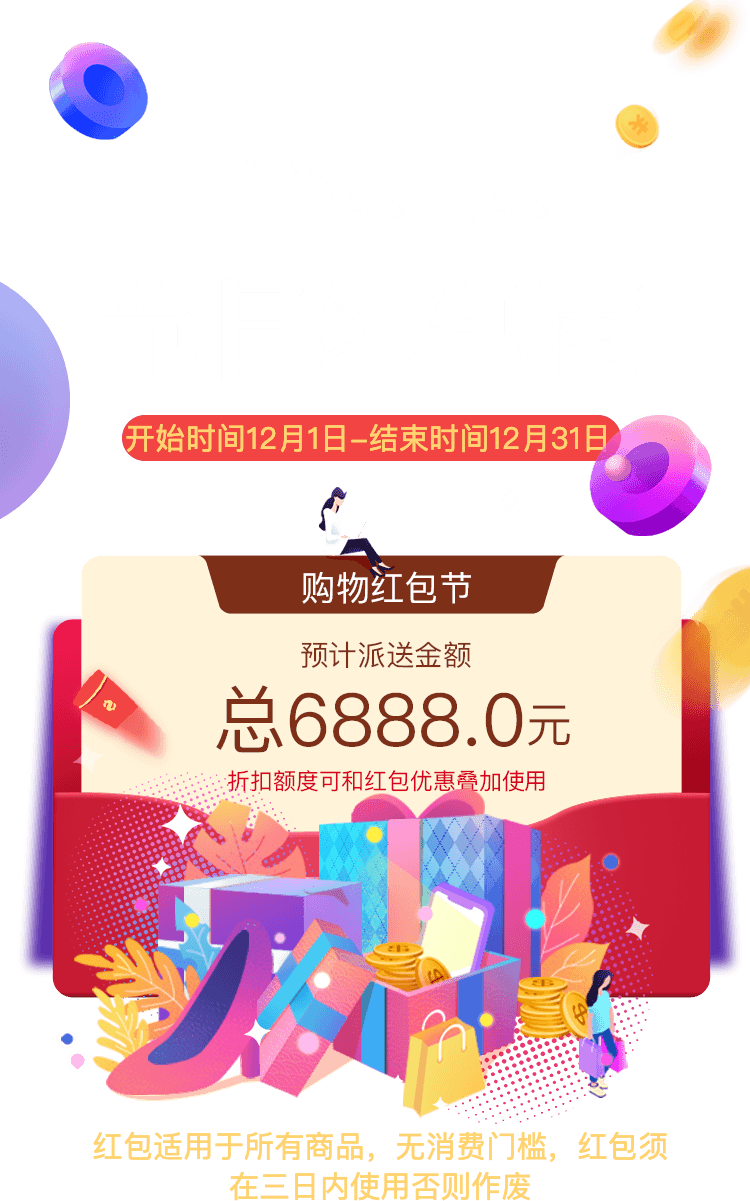 开始时间12月1日-结束时间12月31日
购物红包节
预计派送金额
总6888.0元
折扣额度可和红包优惠叠加使用
红包适用于所有商品，无消费门槛，红包须
在三日内使用否则作废